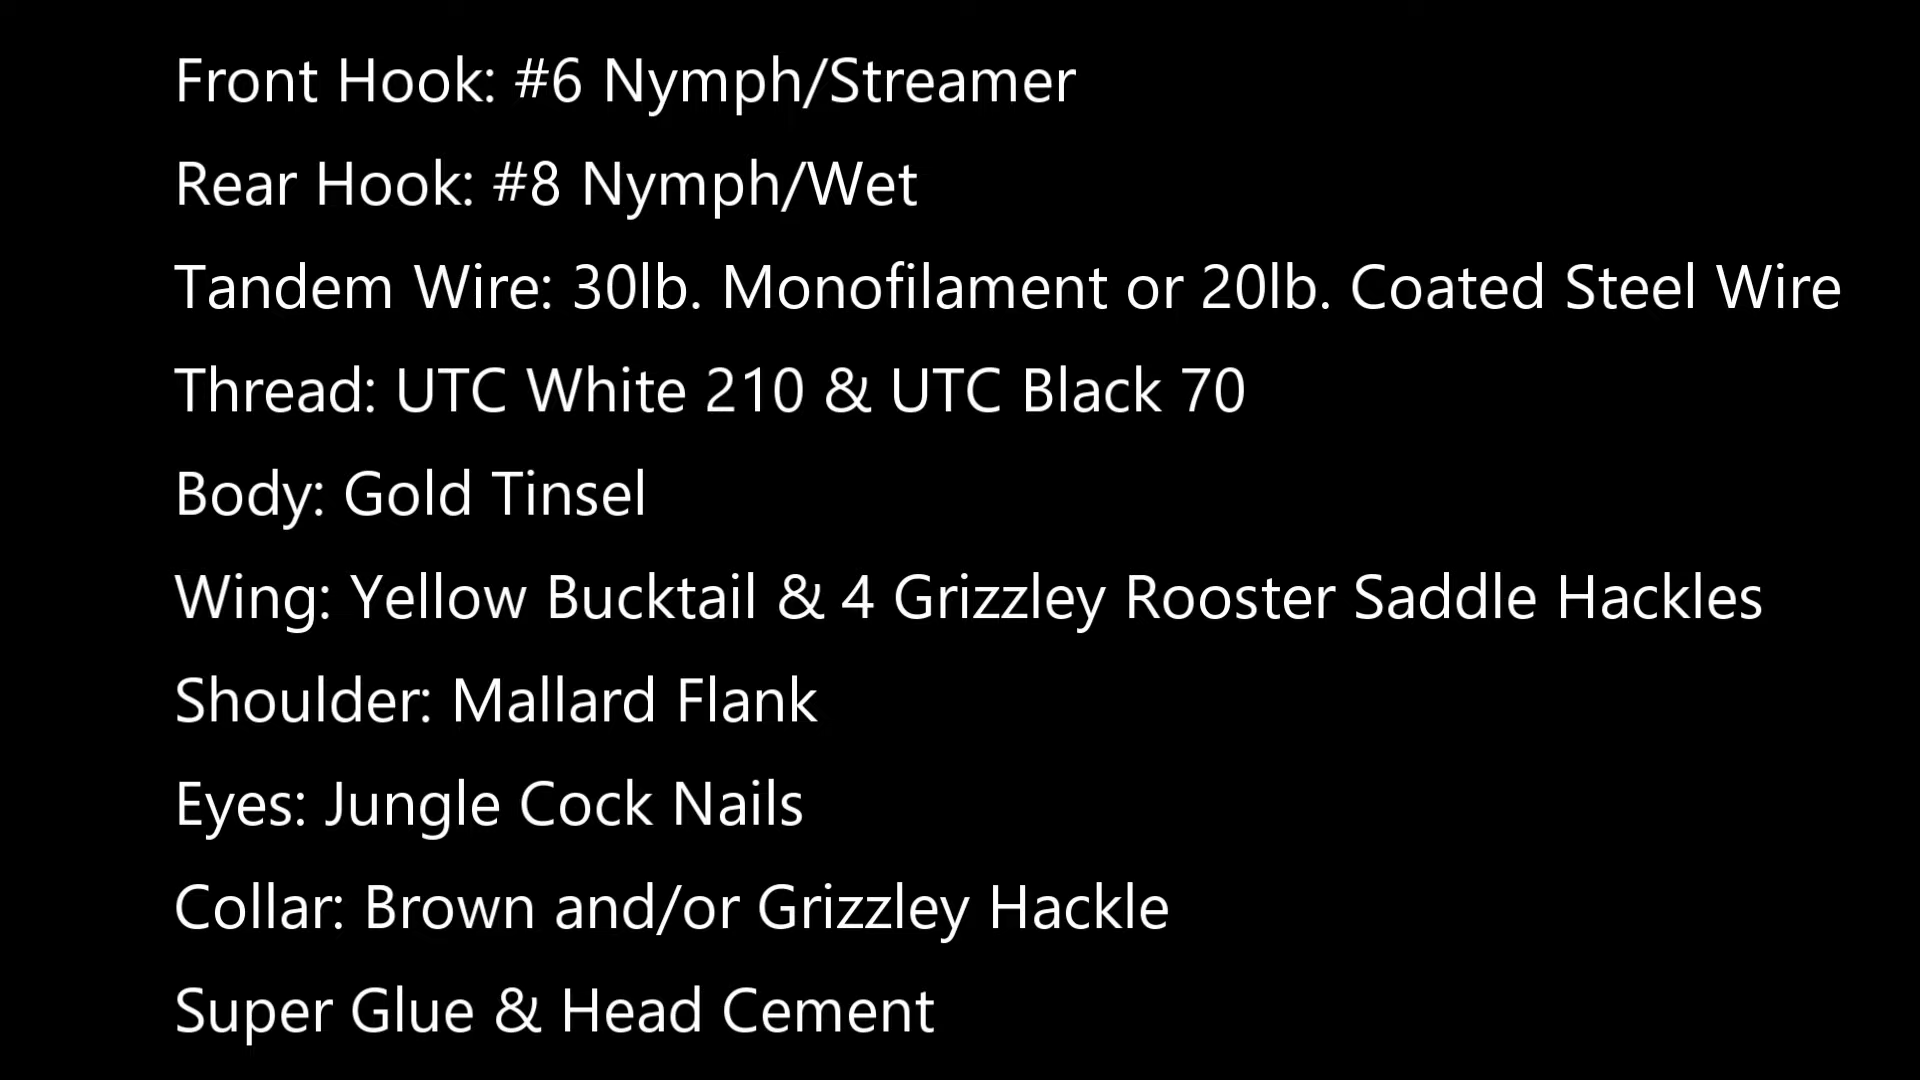 Front Hook: #6 Nymph/Streamer
Rear Hook: #8 Nymph/Wet
Tandem Wire: 30lb. Monofilament or 20lb. Coated Steel Wire
Thread: UTC White 210 & UTC Black 70
Body: Gold Tinsel
Wing: Yellow Bucktail & 4 Grizzley Rooster Saddle Hackles
Shoulder: Mallard Flank
Eyes: Jungle Cock Nails
Collar: Brown and/or Grizzley Hackle
Super Glue & Head Cement